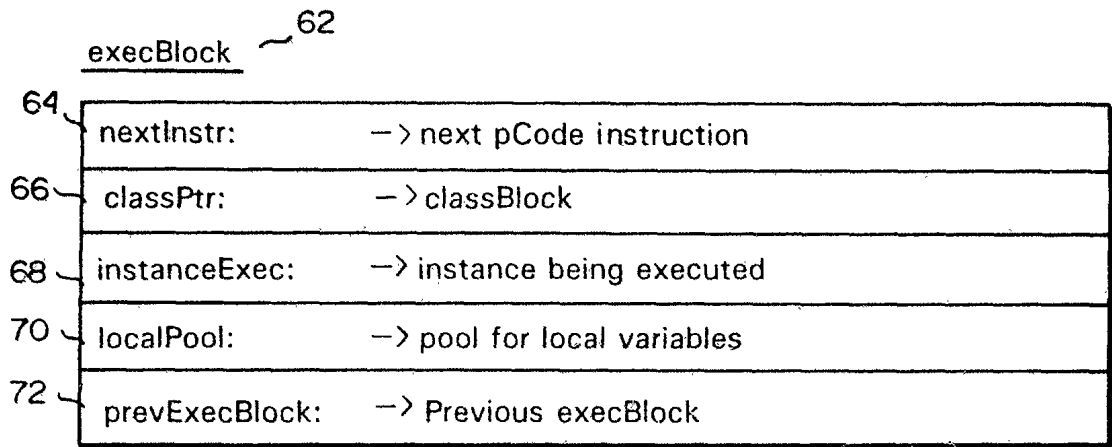 execBlock 62
64 nextInstr: -> next pCode instruction
66 classPtr: -> classBlock
68 instanceExec: -> instance being executed
70 localPool: -> pool for local variables
72 prevExecBlock: -> Previous execBlock